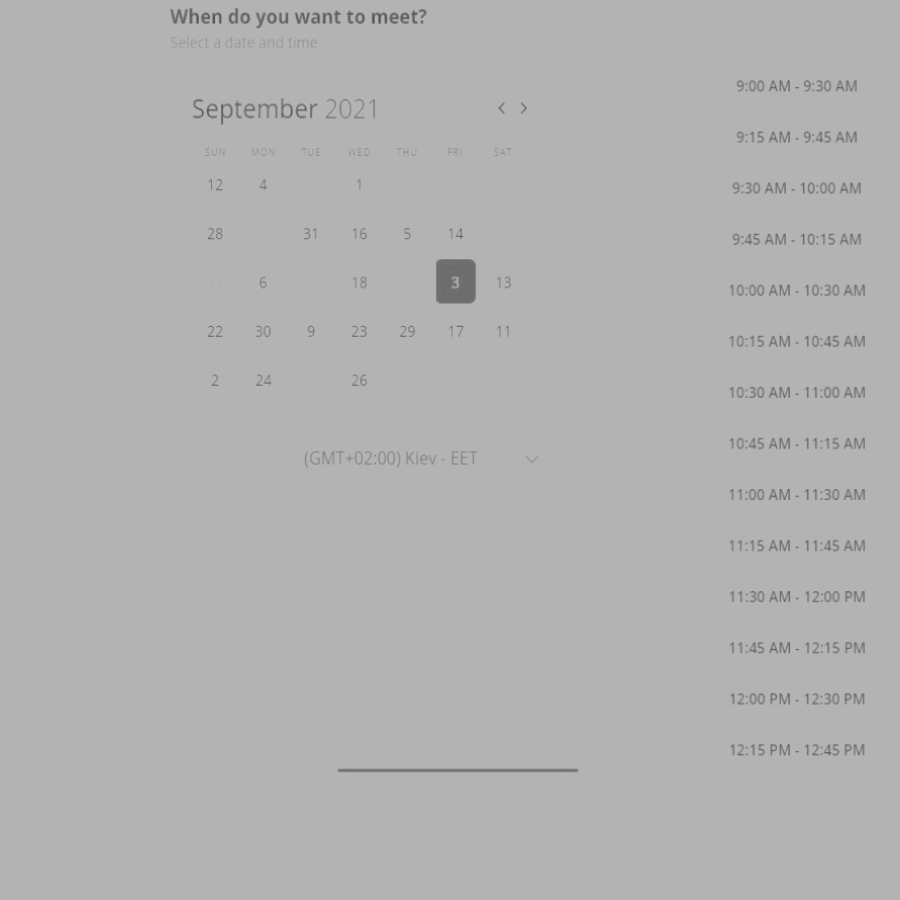 When do you want to meet?
Select a date and time
September 2021
SUN MON TUE WED THU FRI SAT
12 4 1
28 31 16 5 14
6 18 3 13
22 30 9 23 29 17 11
2 24 26
(GMT+02:00) Kiev - EET
9:00 AM - 9:30 AM
9:15 AM - 9:45 AM
9:30 AM - 10:00 AM
9:45 AM - 10:15 AM
10:00 AM - 10:30 AM
10:15 AM - 10:45 AM
10:30 AM - 11:00 AM
10:45 AM - 11:15 AM
11:00 AM - 11:30 AM
11:15 AM - 11:45 AM
11:30 AM - 12:00 PM
11:45 AM - 12:15 PM
12:00 PM - 12:30 PM
12:15 PM - 12:45 PM